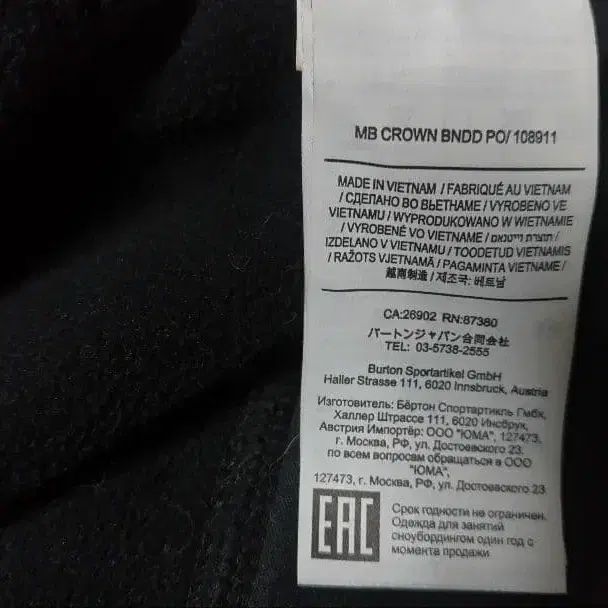 MB CROWN BNDD PO/ 108911
MADE IN VIETNAM / FABRIQUÉ AU VIETNAM
/ СДЕЛАНО ВО ВЬЕТНАМЕ / VYROBENO VE
VIETNAMU / WYPRODUKOWANO W WIETNAMIE
/ VYROBENÉ VO VIETNAME / תוצרת וייטנאם /
IZDELANO V VIETNAMU / TOODETUD VIETNAMIS
/ RAŽOTS VJETNAMĀ / PAGAMINTA VIETNAME /
越南制造 / 제조국: 베트남
CA:26902 RN:87380
バートンジャパン合同会社
TEL: 03-5738-2555
Burton Sportartikel GmbH
Haller Strasse 111, 6020 Innsbruck, Austria
Изготовитель: Бёртон Спортартикль Гмбх,
Халлер Штрассе 111, 6020 Инсбрук,
Австрия Импортёр: ООО "ЮМА", 127473,
г. Москва, РФ, ул. Достоевского 23.
по всем вопросам обращаться в ООО
"ЮМА",
127473, г. Москва, РФ, ул. Достоевского 23.
EAC
Срок годности не ограничен.
Одежда для занятий
сноубордингом один год с
момента продажи